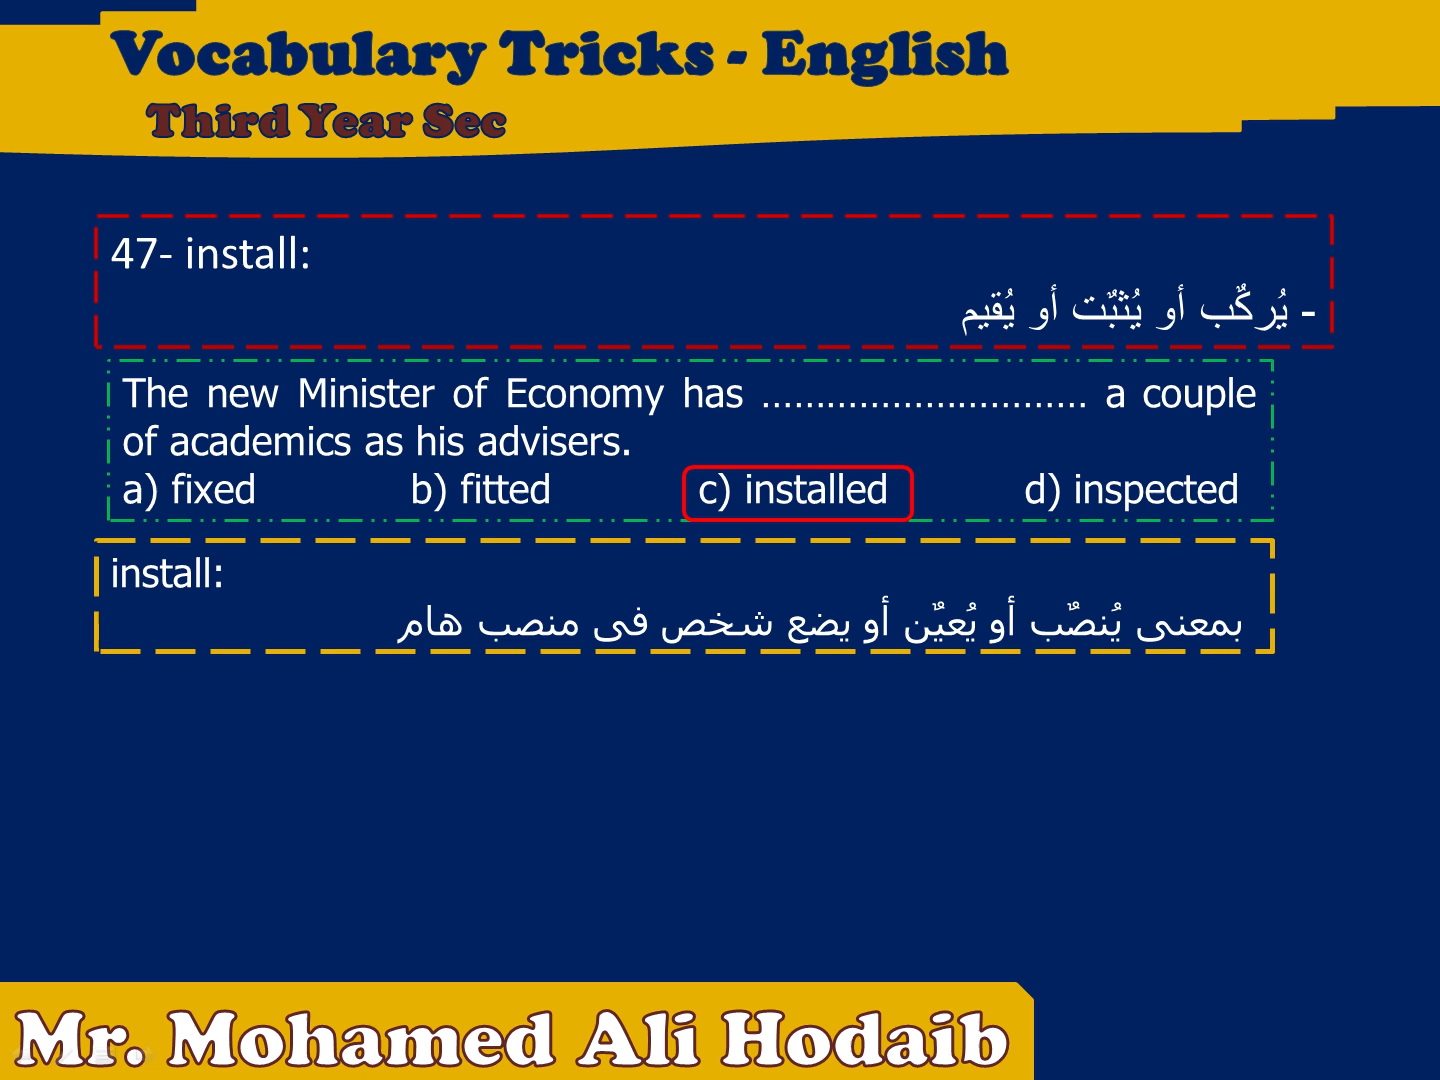 Vocabulary Tricks - English
Third Year Sec
47- install:
- يُركٌب أو يُثبٌت أو يُقيم
The new Minister of Economy has ………………………… a couple
of academics as his advisers.
a) fixed b) fitted c) installed d) inspected
install:
بمعنى يُنصٌب أو يُعيٌن أو يضع شخص فى منصب هام
Mr. Mohamed Ali Hodaib